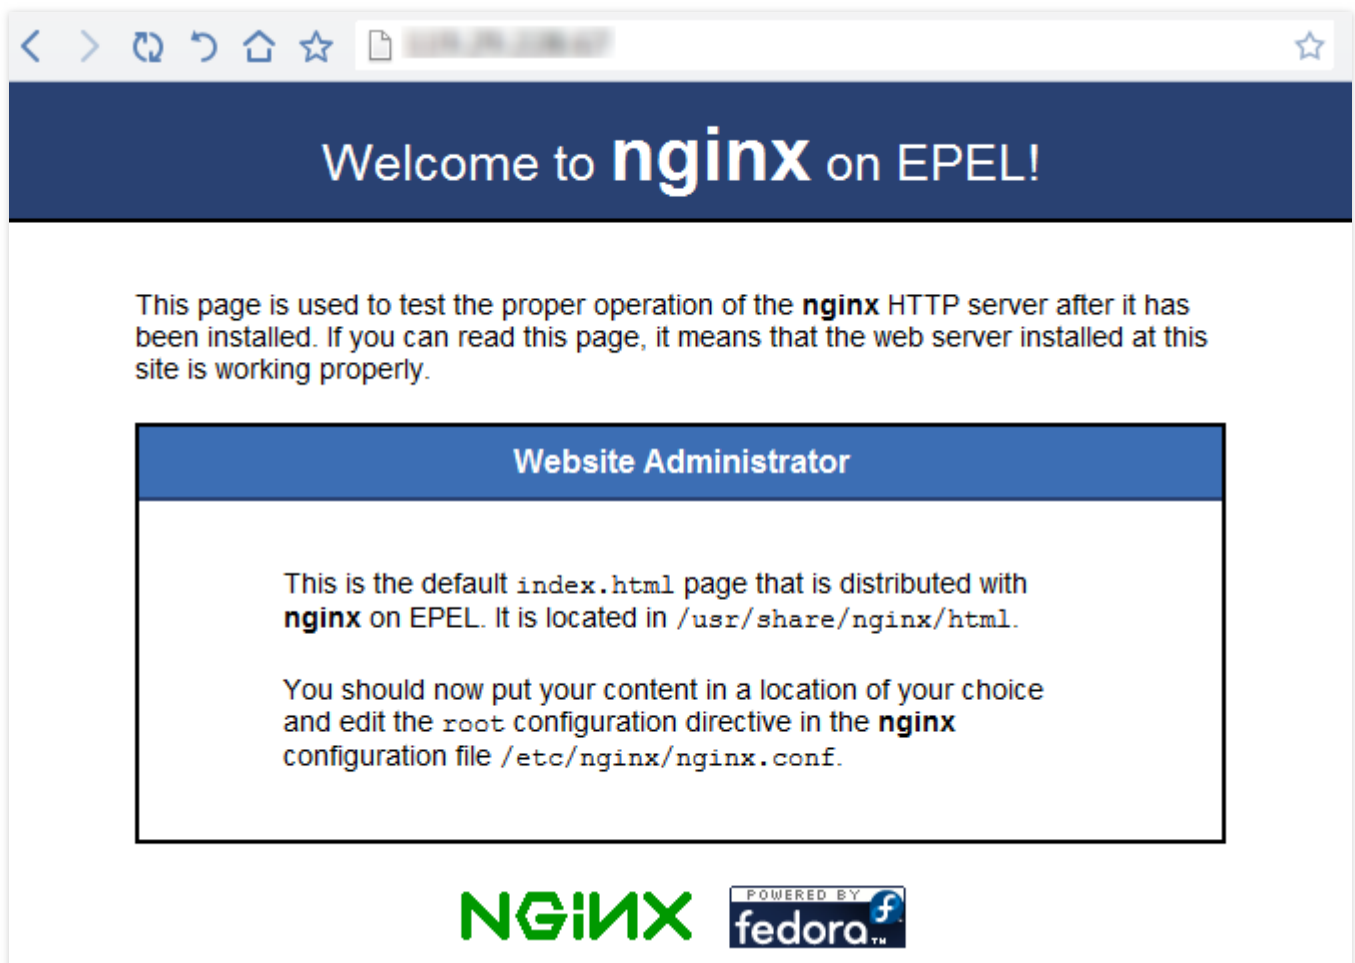 Welcome to nginx on EPEL!
This page is used to test the proper operation of the nginx HTTP server after it has
been installed. If you can read this page, it means that the web server installed at this
site is working properly.
Website Administrator
This is the default index.html page that is distributed with
nginx on EPEL. It is located in /usr/share/nginx/html.
You should now put your content in a location of your choice
and edit the root configuration directive in the nginx
configuration file /etc/nginx/nginx.conf.
NGiNX
POWERED BY
fedora™